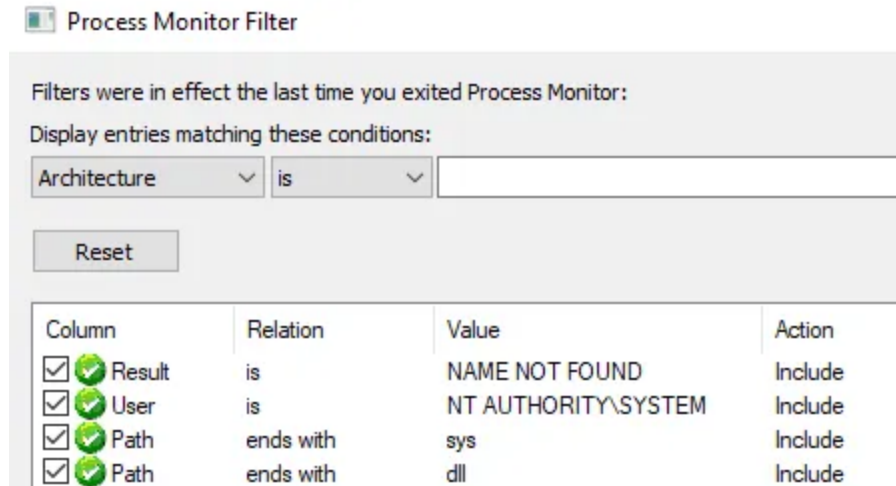 Process Monitor Filter
Filters were in effect the last time you exited Process Monitor:
Display entries matching these conditions:
Architecture is
Reset
Column Relation Value Action
Result is NAME NOT FOUND Include
User is NT AUTHORITY\SYSTEM Include
Path ends with sys Include
Path ends with dll Include